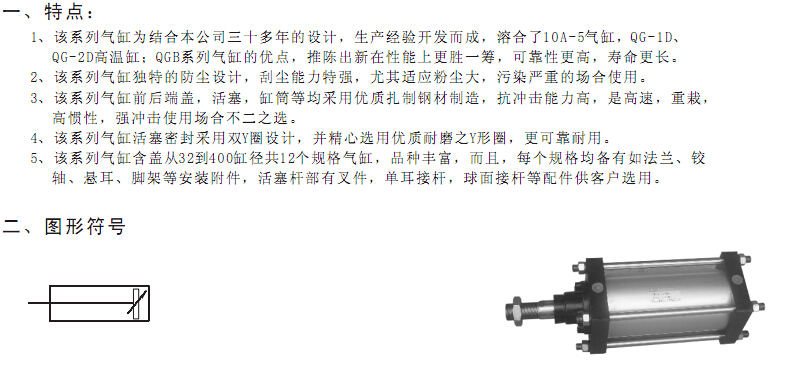 一、特点：
1、该系列气缸为结合本公司三十多年的设计，生产经验开发而成，溶合了10A-5气缸，QG-1D、
QG-2D高温缸；QGB系列气缸的优点，推陈出新在性能上更胜一筹，可靠性更高，寿命更长。
2、该系列气缸独特的防尘设计，刮尘能力特强，尤其适应粉尘大，污染严重的场合使用。
3、该系列气缸前后端盖，活塞，缸筒等均采用优质扎制钢材制造，抗冲击能力高，是高速，重栽，
高惯性，强冲击使用场合不二之选。
4、该系列气缸活塞密封采用双Y圈设计，并精心选用优质耐磨之Y形圈，更可靠耐用。
5、该系列气缸含盖从32到400缸径共12个规格气缸，品种丰富，而且，每个规格均备有如法兰、铰
轴、悬耳、脚架等安装附件，活塞杆部有叉件，单耳接杆，球面接杆等配件供客户选用。
二、图形符号